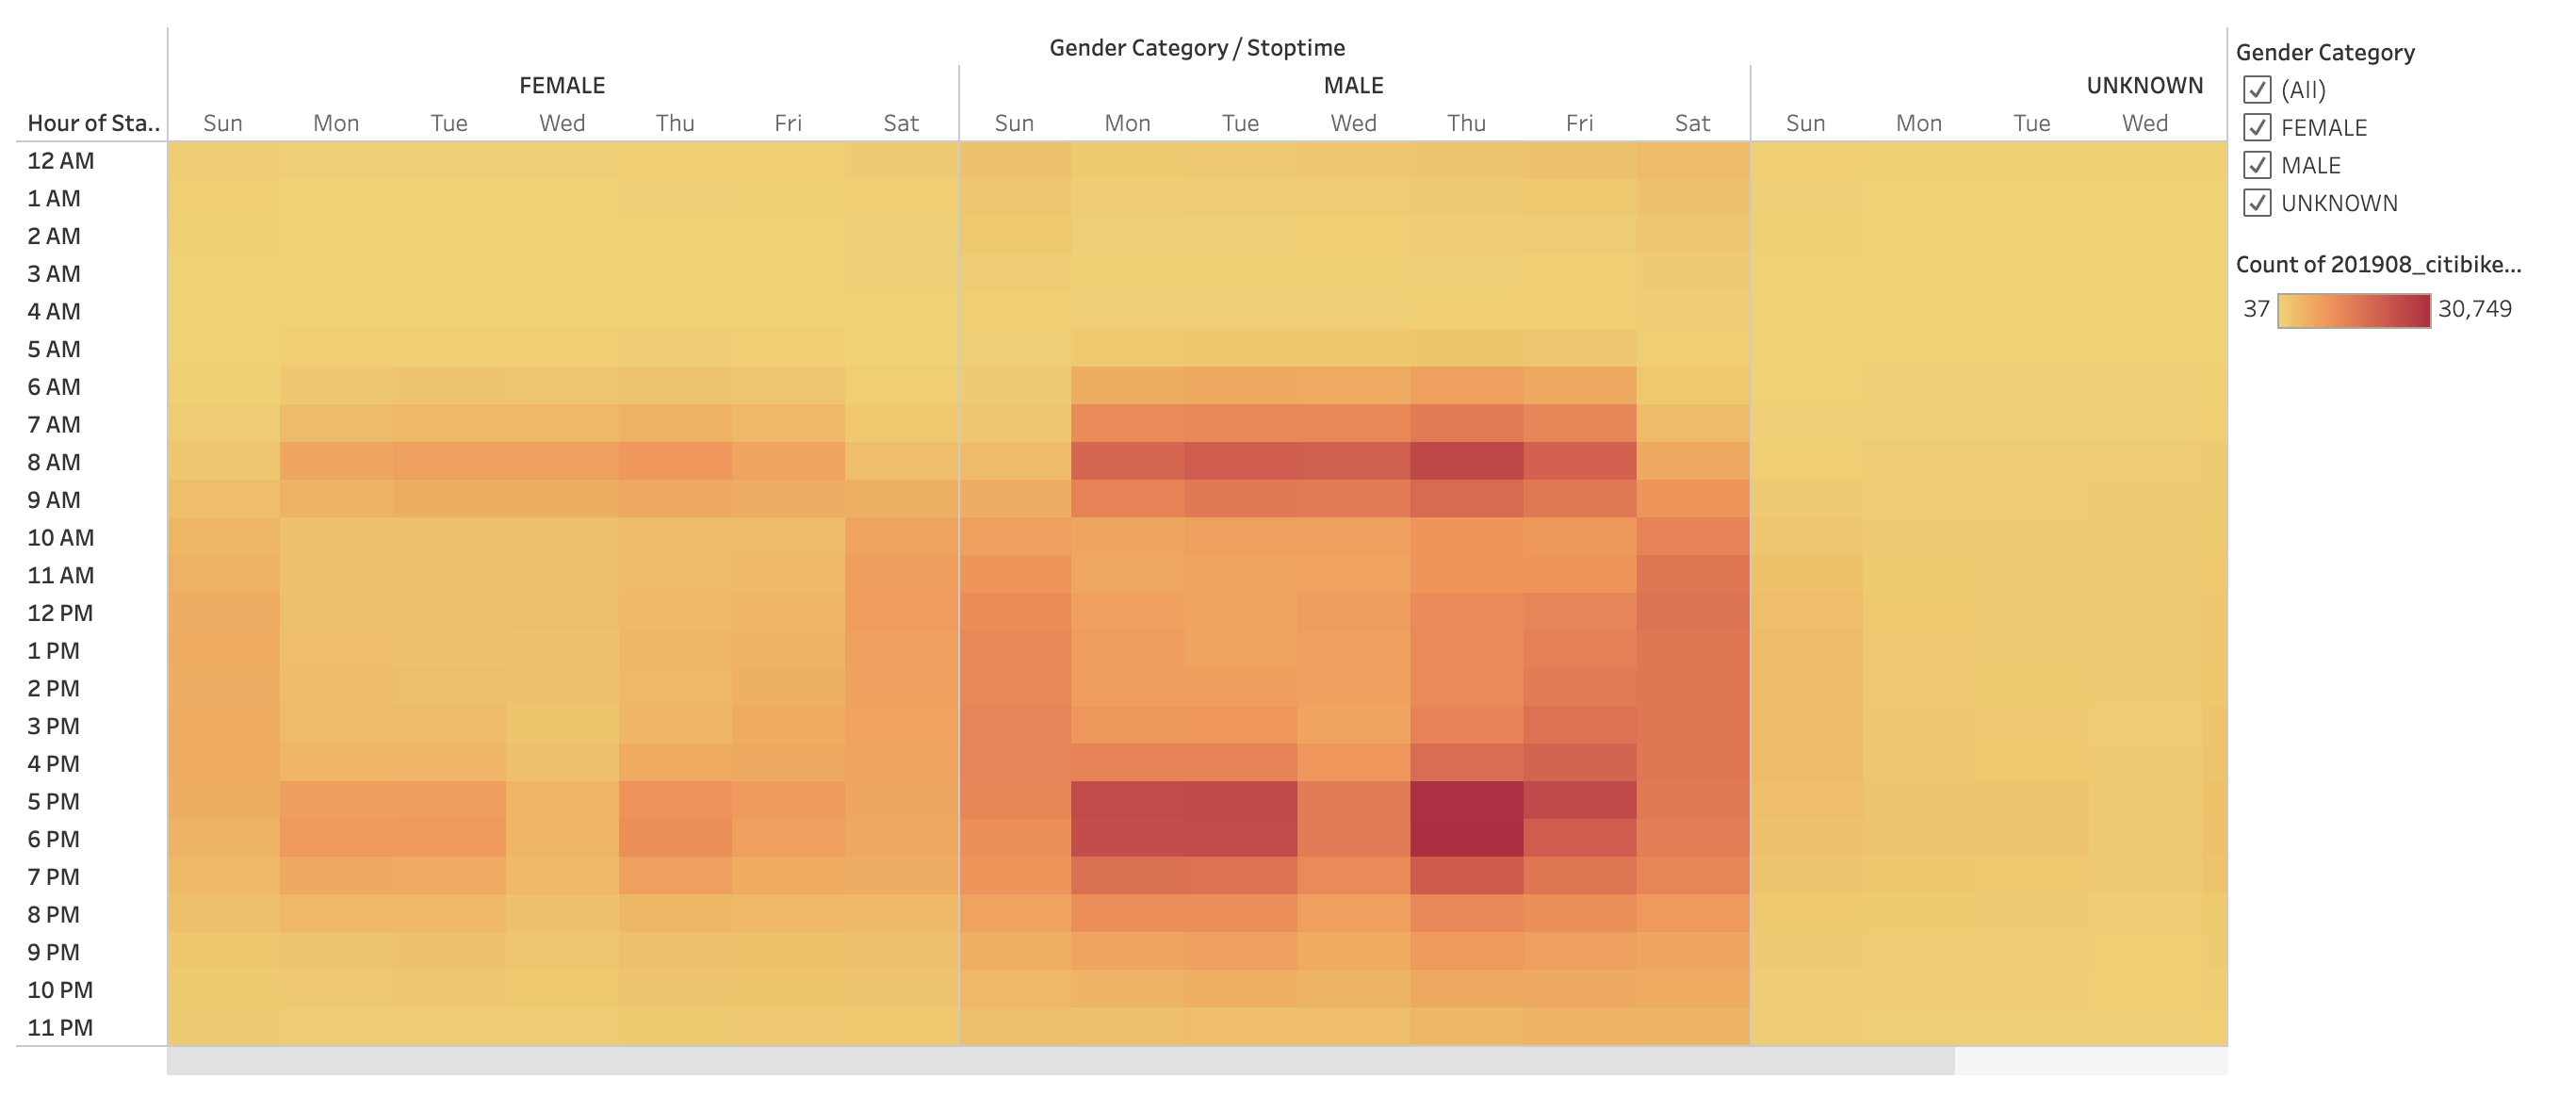 Gender Category / Stoptime
FEMALE MALE UNKNOWN
Hour of Sta.. Sun Mon Tue Wed Thu Fri Sat Sun Mon Tue Wed Thu Fri Sat Sun Mon Tue Wed
12 AM
1 AM
2 AM
3 AM
4 AM
5 AM
6 AM
7 AM
8 AM
9 AM
10 AM
11 AM
12 PM
1 PM
2 PM
3 PM
4 PM
5 PM
6 PM
7 PM
8 PM
9 PM
10 PM
11 PM
Gender Category
(All)
FEMALE
MALE
UNKNOWN
Count of 201908_citibike...
37 30,749